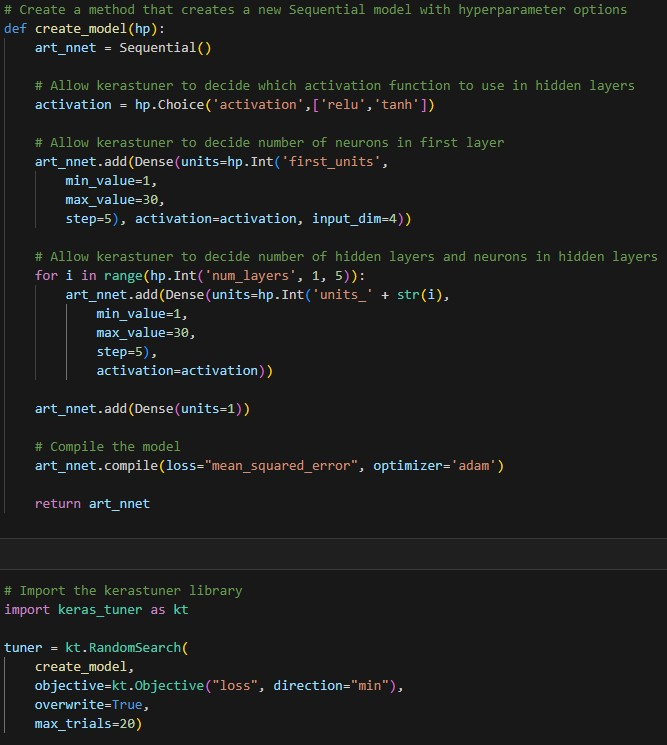 # Create a method that creates a new Sequential model with hyperparameter options
def create_model(hp):
    art_nnet = Sequential()

    # Allow kerastuner to decide which activation function to use in hidden layers
    activation = hp.Choice('activation',['relu','tanh'])

    # Allow kerastuner to decide number of neurons in first layer
    art_nnet.add(Dense(units=hp.Int('first_units',
        min_value=1,
        max_value=30,
        step=5), activation=activation, input_dim=4))

    # Allow kerastuner to decide number of hidden layers and neurons in hidden layers
    for i in range(hp.Int('num_layers', 1, 5)):
        art_nnet.add(Dense(units=hp.Int('units_' + str(i),
            min_value=1,
            max_value=30,
            step=5),
            activation=activation))

    art_nnet.add(Dense(units=1))

    # Compile the model
    art_nnet.compile(loss="mean_squared_error", optimizer='adam')

    return art_nnet

# Import the kerastuner library
import keras_tuner as kt

tuner = kt.RandomSearch(
    create_model,
    objective=kt.Objective("loss", direction="min"),
    overwrite=True,
    max_trials=20)